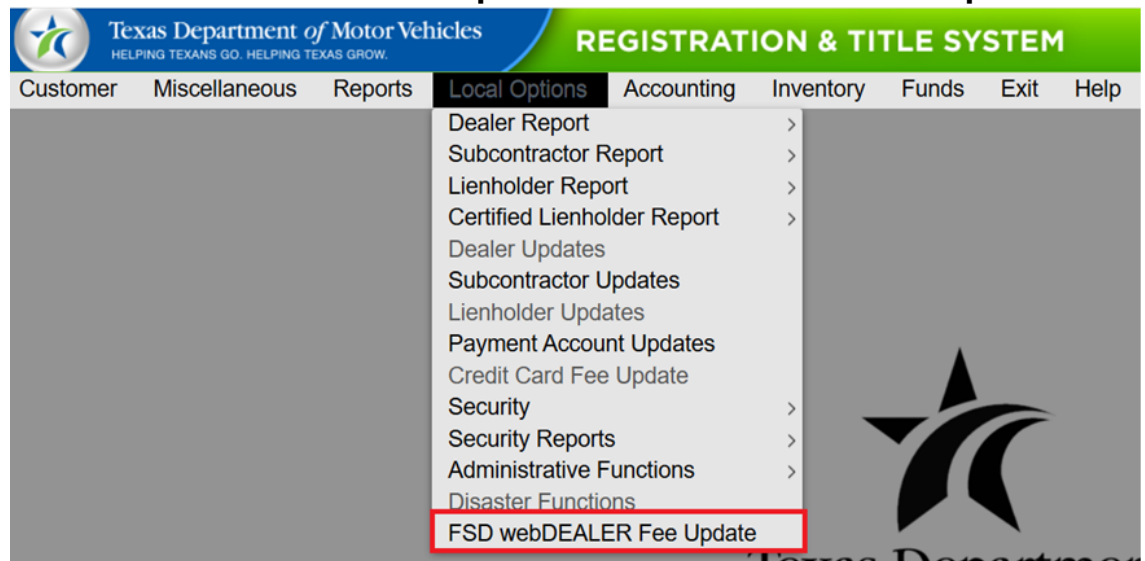 Texas Department of Motor Vehicles
HELPING TEXANS GO. HELPING TEXAS GROW.
REGISTRATION & TITLE SYSTEM
Customer Miscellaneous Reports Local Options Accounting Inventory Funds Exit Help
Dealer Report >
Subcontractor Report >
Lienholder Report >
Certified Lienholder Report >
Dealer Updates
Subcontractor Updates
Lienholder Updates
Payment Account Updates
Credit Card Fee Update
Security >
Security Reports >
Administrative Functions >
Disaster Functions
FSD webDEALER Fee Update